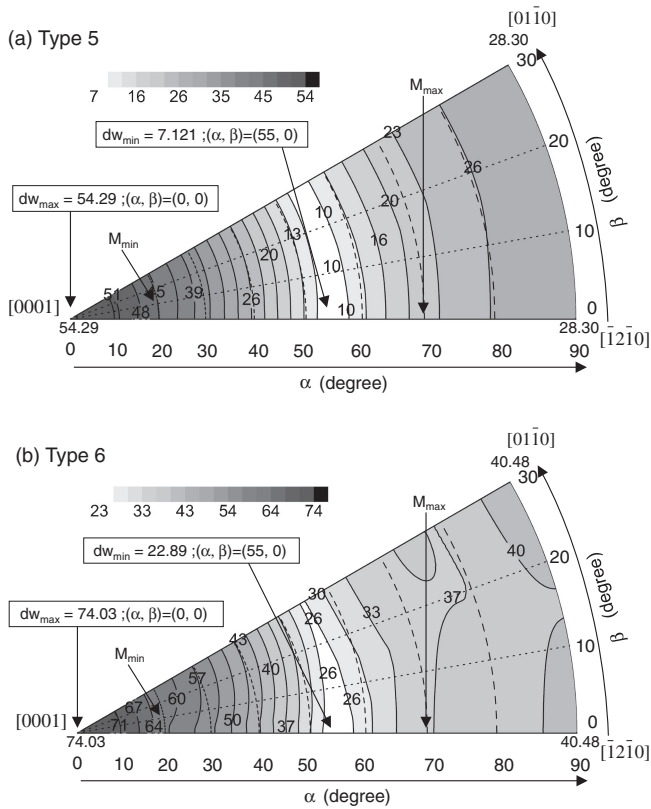 (a) Type 5
[011̄0]
28.30
30
7 16 26 35 45 54
M_max
dw_min = 7.121 ;(α, β)=(55, 0)
23
20
26
β (degree)
dw_max = 54.29 ;(α, β)=(0, 0)
10
20
13
10
M_min
20
16
10
51 45 39 26 10
48
0
[0001]
54.29
28.30
[1̄21̄0]
0 10 20 30 40 50 60 70 80 90
α (degree)
(b) Type 6
[011̄0]
40.48
30
23 33 43 54 64 74
M_max
dw_min = 22.89 ;(α, β)=(55, 0)
40
20
30
37
33
26
β (degree)
dw_max = 74.03 ;(α, β)=(0, 0)
43
10
M_min
40
57
26
60
26
67
50
71 64 37
0
[0001]
74.03
40.48
[1̄21̄0]
0 10 20 30 40 50 60 70 80 90
α (degree)